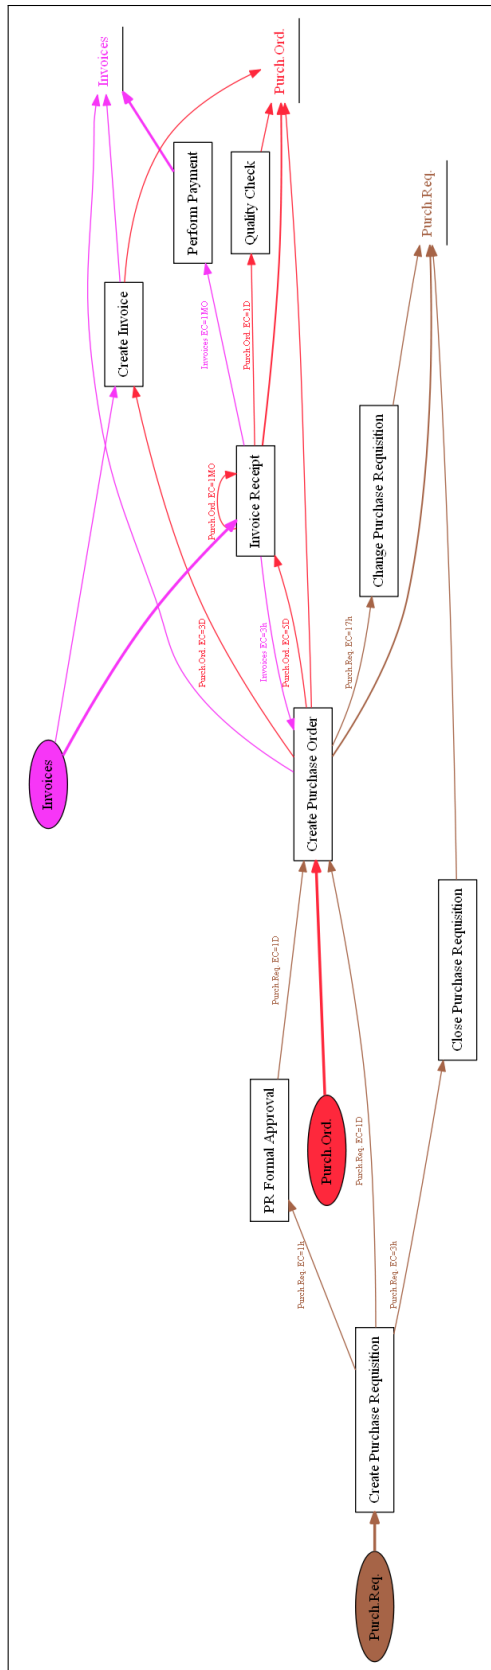 Purch.Req.
Create Purchase Requisition
Purch.Req. EC=1h
Purch.Req. EC=3h
Purch.Req. EC=1D
PR Formal Approval
Purch.Ord.
Close Purchase Requisition
Purch.Req. EC=1D
Create Purchase Order
Invoices
Purch.Ord. EC=3D
Invoices EC=3h
Purch.Ord. EC=5D
Purch.Req. EC=17h
Invoice Receipt
Purch.Ord. EC=1MO
Change Purchase Requisition
Create Invoice
Invoices EC=1MO
Purch.Ord. EC=1D
Perform Payment
Quality Check
Invoices
Purch.Ord.
Purch.Req.